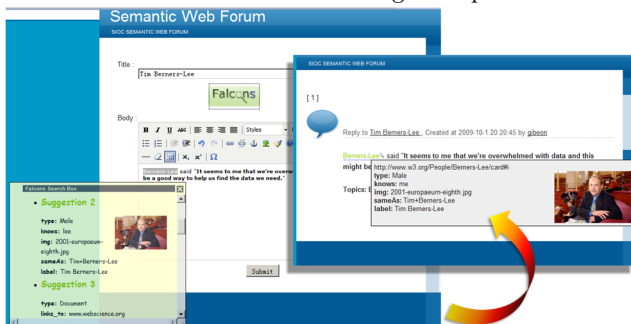 Semantic Web Forum
SIOC SEMANTIC WEB FORUM
Title :
Tim Berners-Lee
Falcons
Body :
B I U ABC
Styles
Berners-Lee said "It seems to me that we're overw
be a good way to help us find the data we need."
Submit
Falcons Search Box
Suggestion 2
type: Male
knows: lee
img: 2001-europaeum-
eighth.jpg
sameAs: Tim+Berners-Lee
label: Tim Berners-Lee
Suggestion 3
type: Document
links_to: www.webscience.org
SIOC SEMANTIC WEB FORUM
[ 1 ]
Reply to Tim Berners-Lee , Created at 2009-10-1 20:20:45 by gibeon
Berners-Lee said "It seems to me that we're overwhelmed with data and this
might be
http://www.w3.org/People/Berners-Lee/card#i
type: Male
knows: me
img: 2001-europaeum-eighth.jpg
sameAs: Tim+Berners-Lee
label: Tim Berners-Lee
Topics: